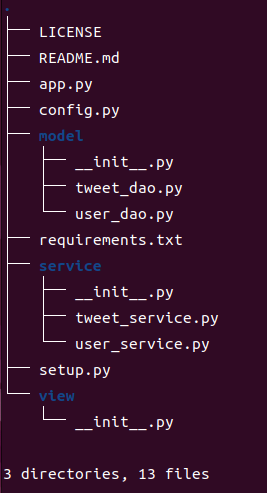 .
├── LICENSE
├── README.md
├── app.py
├── config.py
├── model
│   ├── __init__.py
│   ├── tweet_dao.py
│   └── user_dao.py
├── requirements.txt
├── service
│   ├── __init__.py
│   ├── tweet_service.py
│   └── user_service.py
├── setup.py
└── view
    └── __init__.py
3 directories, 13 files